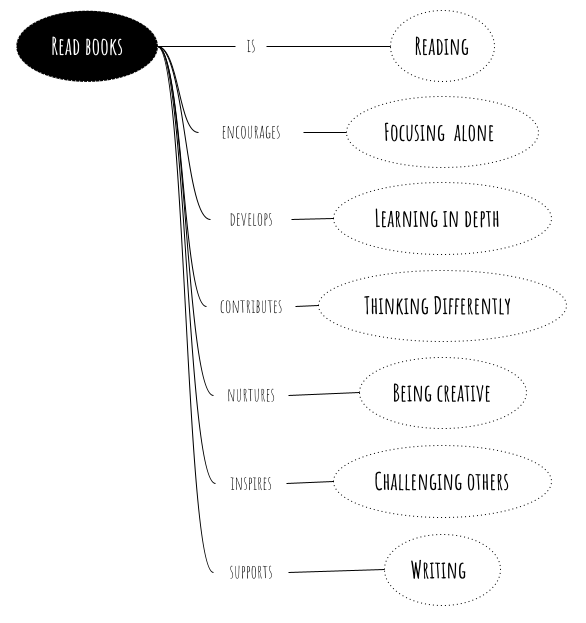 Read books
is
Reading
encourages
Focusing alone
develops
Learning in depth
contributes
Thinking Differently
nurtures
Being creative
inspires
Challenging others
supports
Writing